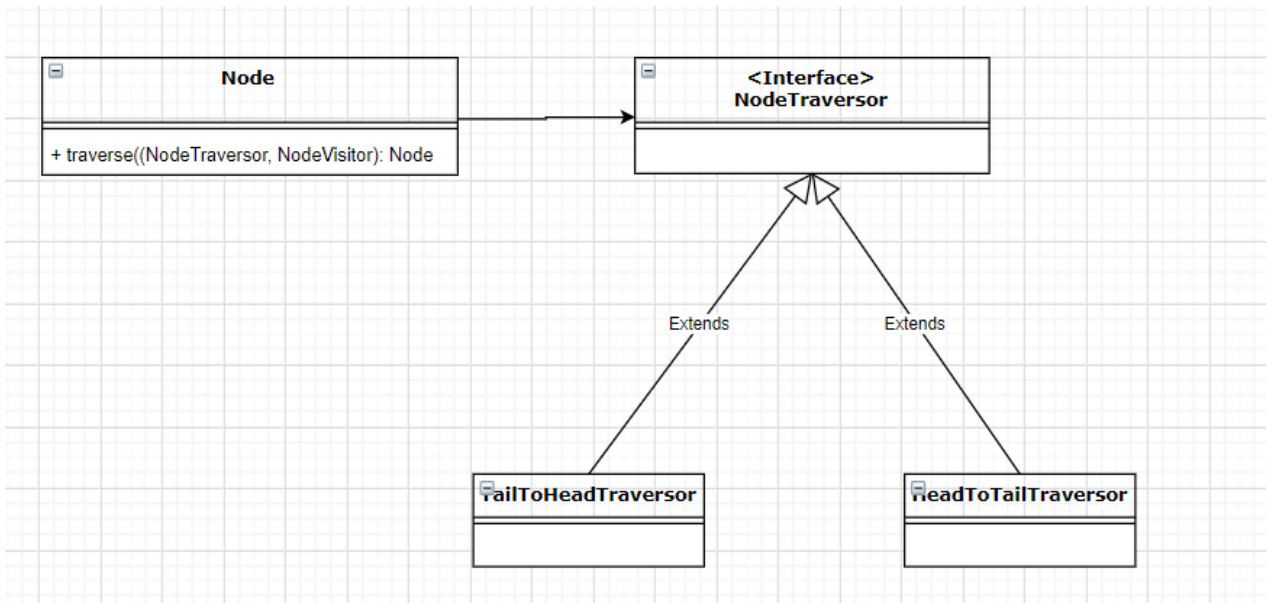 Node
<Interface>
NodeTraversor
+ traverse((NodeTraversor, NodeVisitor): Node
Extends
Extends
TailToHeadTraversor
HeadToTailTraversor